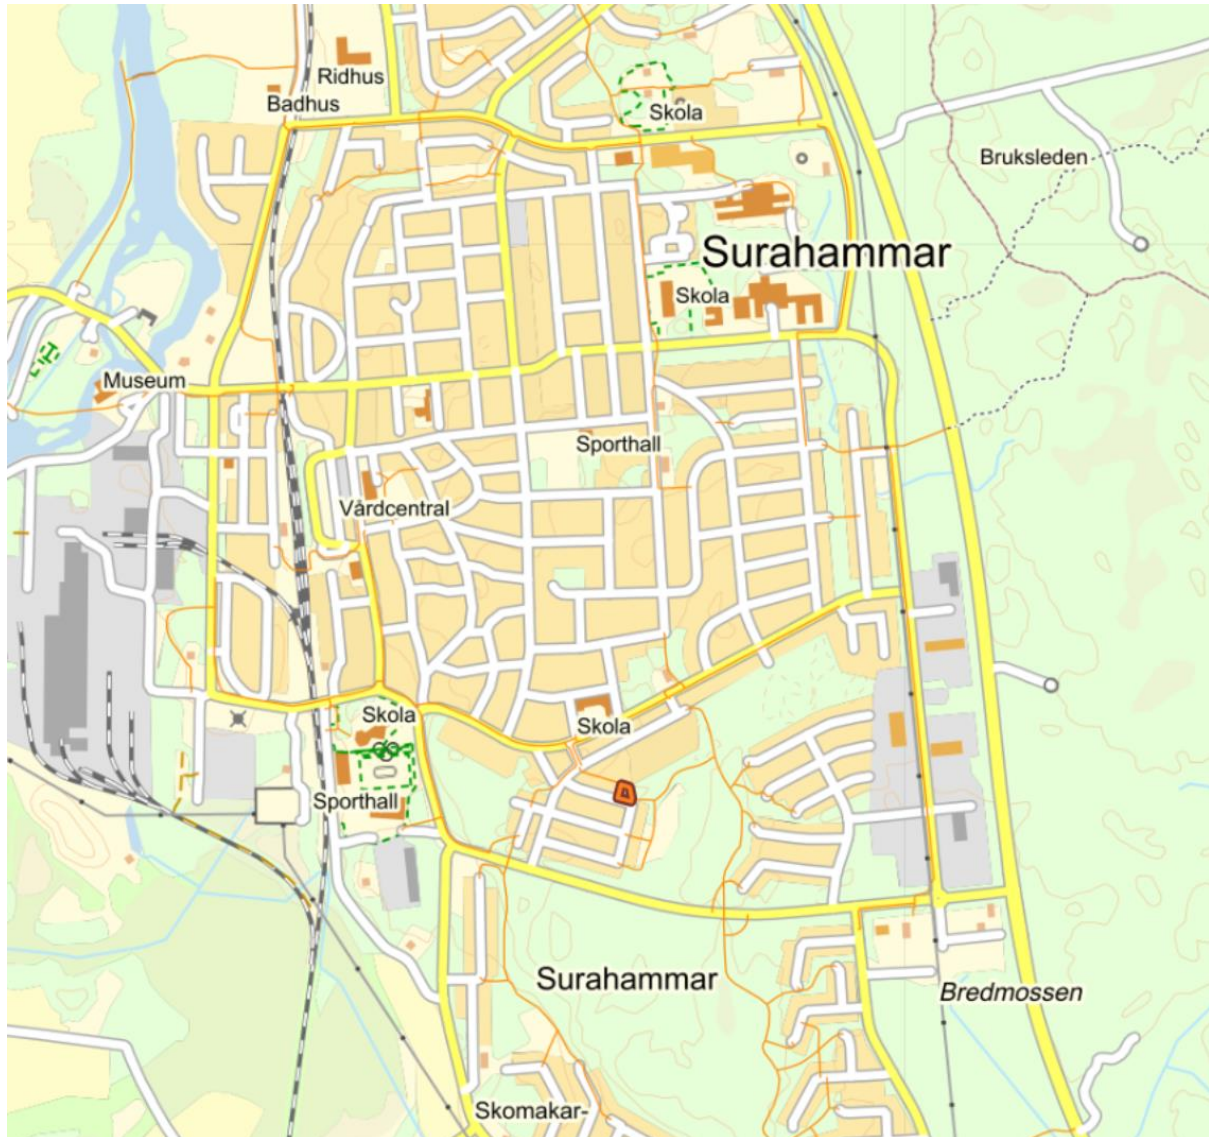 Ridhus
Badhus
Skola
Bruksleden
Surahammar
Skola
Museum
Sporthall
Vårdcentral
Skola
Skola
Sporthall
Surahammar
Bredmossen
Skomakar-